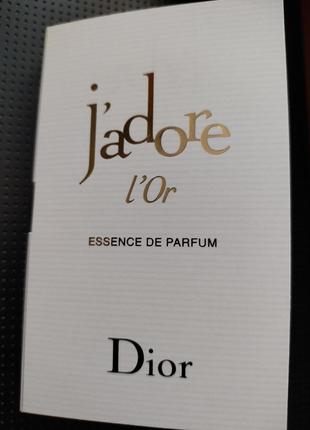 j'adore
l'Or
ESSENCE DE PARFUM
Dior